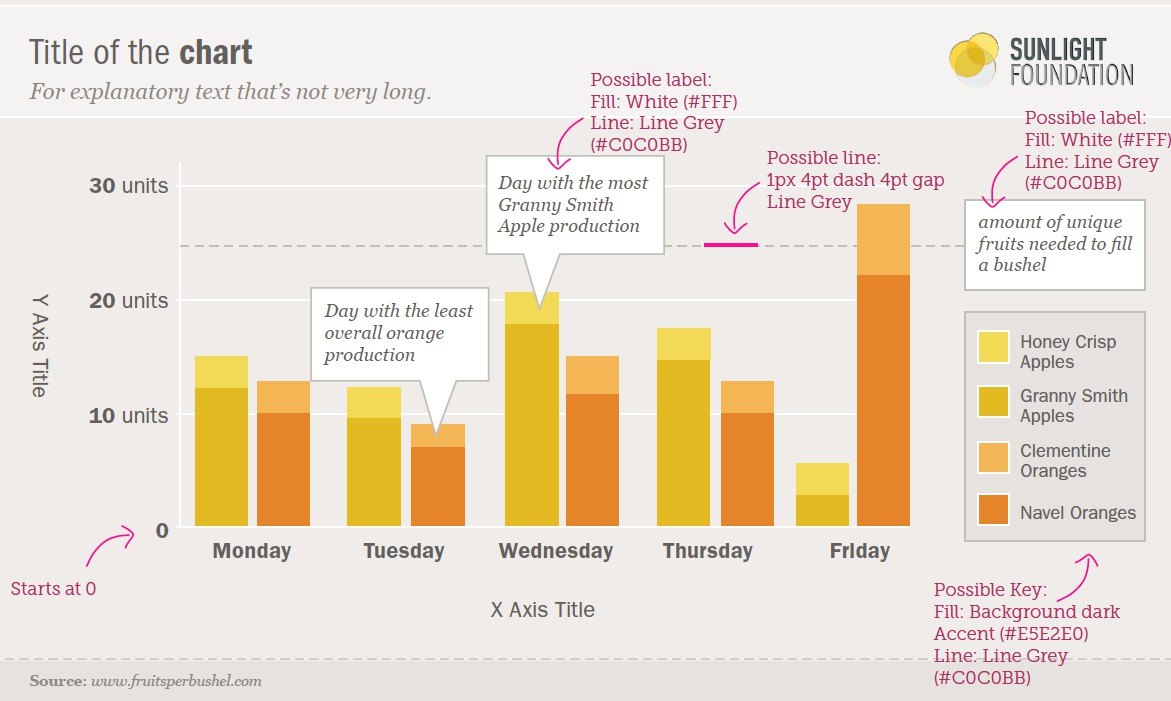 Title of the chart
For explanatory text that's not very long.
SUNLIGHT
FOUNDATION
Possible label:
Fill: White (#FFF)
Line: Line Grey
(#C0C0BB)
Possible label:
Fill: White (#FFF)
Line: Line Grey
(#C0C0BB)
Possible line:
1px 4pt dash 4pt gap
Line Grey
Day with the most
Granny Smith
Apple production
amount of unique
fruits needed to fill
a bushel
Day with the least
overall orange
production
Y Axis Title
30 units
20 units
10 units
0
Honey Crisp
Apples
Granny Smith
Apples
Clementine
Oranges
Navel Oranges
Monday
Tuesday
Wednesday
Thursday
Friday
Starts at 0
X Axis Title
Possible Key:
Fill: Background dark
Accent (#E5E2E0)
Line: Line Grey
(#C0C0BB)
Source: www.fruitsperbushel.com